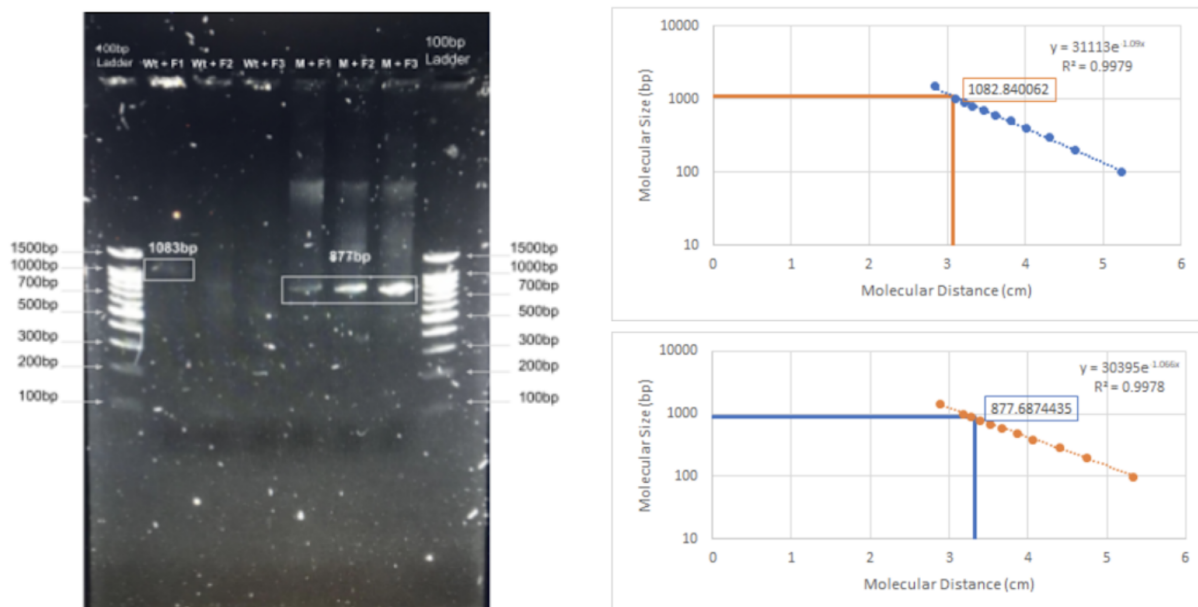 100bp
Ladder
Wt + F1
Wt + F2
Wt + F3
M + F1
M + F2
M + F3
100bp
Ladder
1083bp
877bp
1500bp
1000bp
700bp
500bp
300bp
200bp
100bp
1500bp
1000bp
700bp
500bp
300bp
200bp
100bp
10000
1000
100
10
Molecular Size (bp)
y = 31113e^-1.09x
R² = 0.9979
1082.840062
0 1 2 3 4 5 6
Molecular Distance (cm)
10000
1000
100
10
Molecular Size (bp)
y = 30395e^-1.066x
R² = 0.9978
877.6874435
0 1 2 3 4 5 6
Molecular Distance (cm)